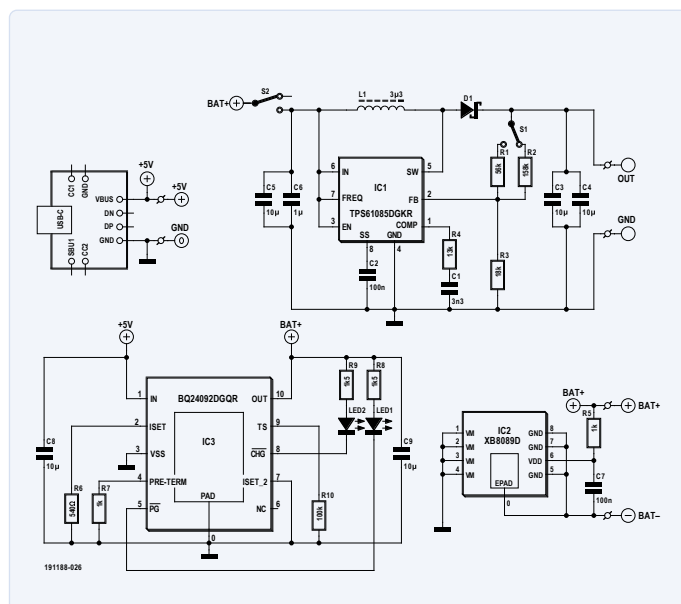 S2
BAT+
L1 3µ3
D1
S1
CC1
GND
+5V
+5V
VBUS
DN
DP
GND
GND
0
USB-C
SBU1
CC2
C5
10µ
C6
1µ
6 IN
7 FREQ
3 EN
IC1
TPS61085DGKR
SW 5
FB 2
COMP 1
SS
8
GND
4
C2
100n
R4
13k
C1
3n3
R1
56k
R2
158k
R3
18k
C3
10µ
C4
10µ
OUT
GND
+5V
BAT+
C8
10µ
R6
540Ω
R7
1k
BQ24092DGQR
IC3
1 IN
2 ISET
3 VSS
4 PRE-TERM
5 PG
OUT 10
TS 9
CHG 8
ISET_2 7
NC 6
PAD
0
R9
1k5
R8
1k5
LED2
LED1
R10
100k
C9
10µ
IC2
XB8089D
1 VM
2 VM
3 VM
4 VM
GND 8
GND 7
VDD 6
GND 5
EPAD
0
BAT+
BAT+
R5
1k
C7
100n
BAT–
191188-026